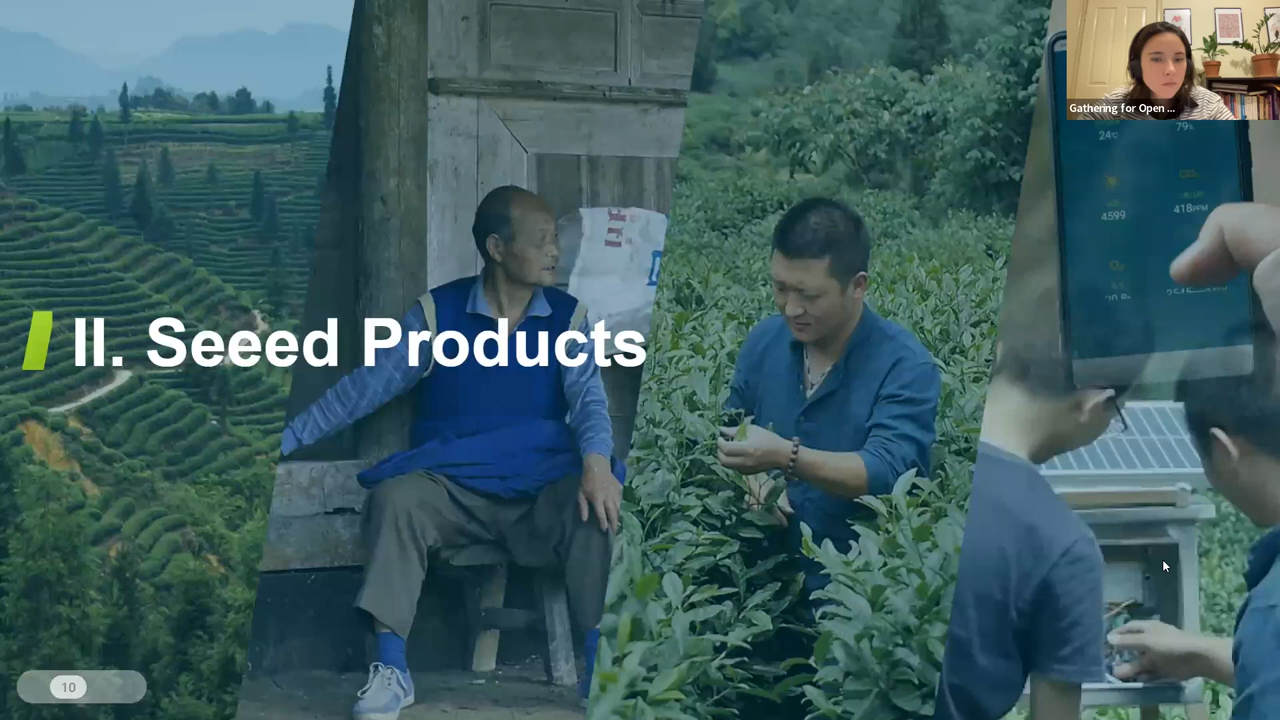 II. Seeed Products
Gathering for Open ...
24°C
79%
4599
418PPM
10